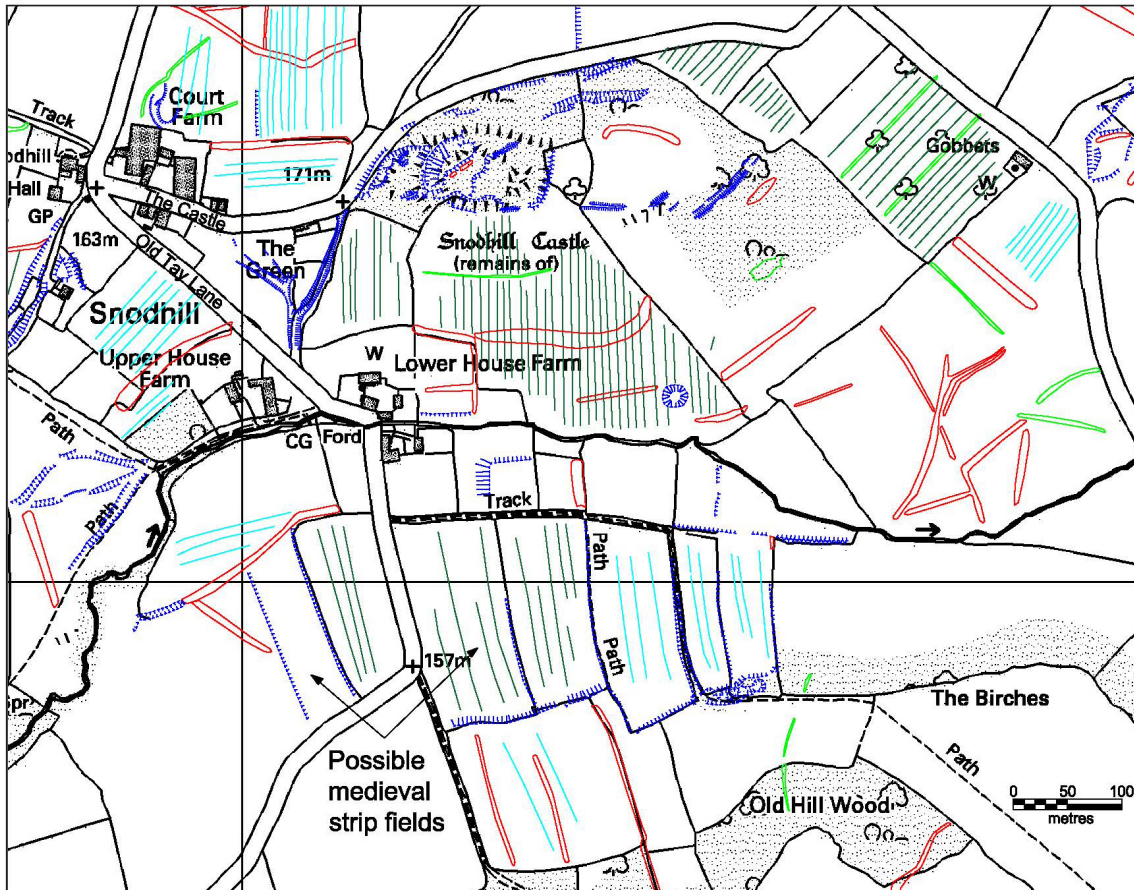 Court
Farm
Track
odhill
Hall
GP
163m
The Castle
Old Tay Lane
171m
The
Green
Snodhill Castle
(remains of)
Gobbets
W
Snodhill
Upper House
Farm
W
Lower House Farm
Path
CG
Ford
Path
Track
Path
Path
157m
Possible
medieval
strip fields
The Birches
Path
Old Hill Wood
0 50 100
metres